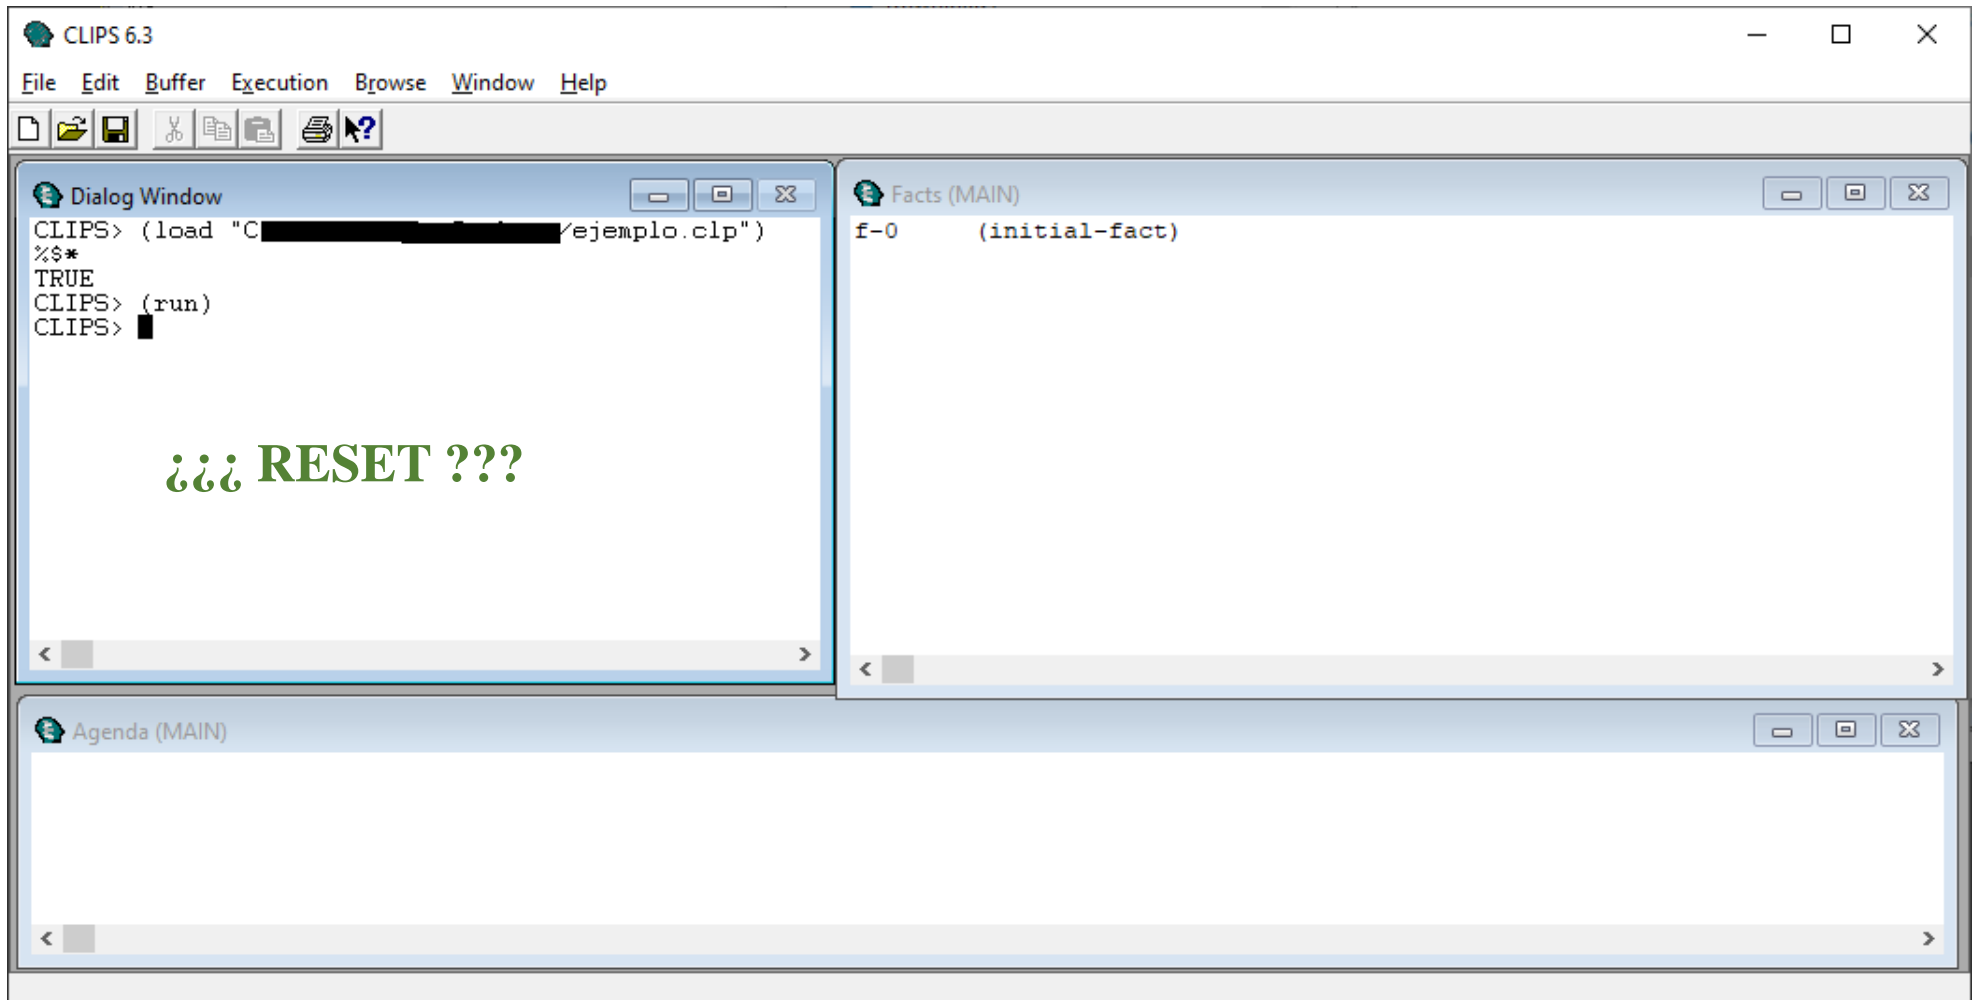 CLIPS 6.3
File Edit Buffer Execution Browse Window Help
Dialog Window
CLIPS> (load "C /ejemplo.clp")
%$*
TRUE
CLIPS> (run)
CLIPS>
¿¿¿ RESET ???
Facts (MAIN)
f-0 (initial-fact)
Agenda (MAIN)